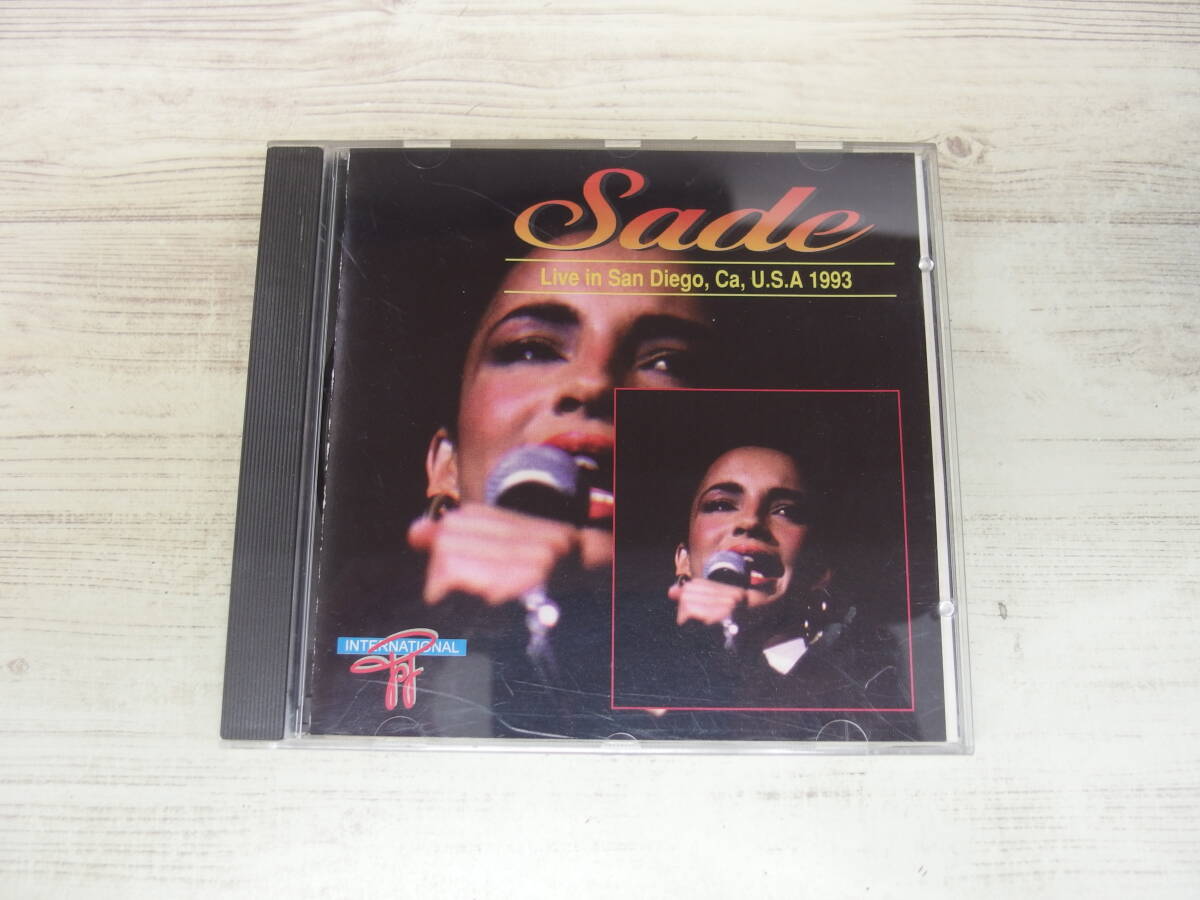 Sade
Live in San Diego, Ca, U.S.A 1993
INTERNATIONAL